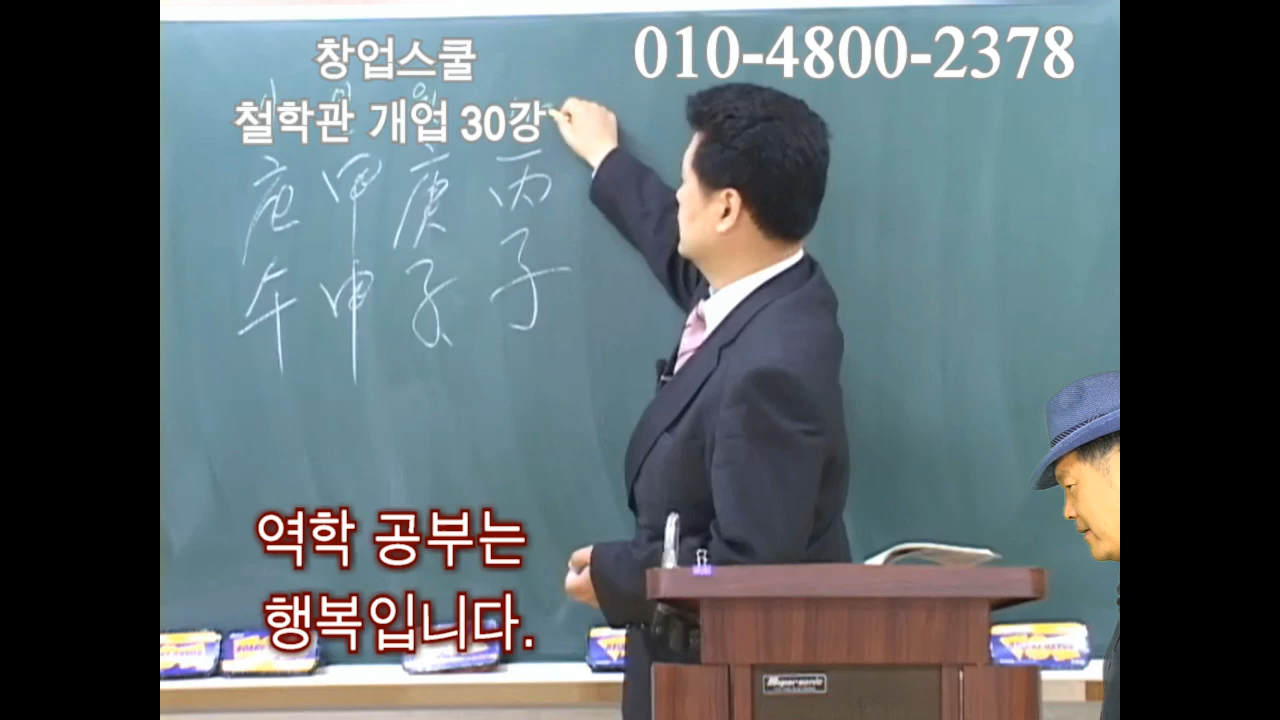 창업스쿨
010-4800-2378
철학관 개업 30강
庚 甲 庚 丙
午 申 子 子
역학 공부는
행복입니다.
Supersonic